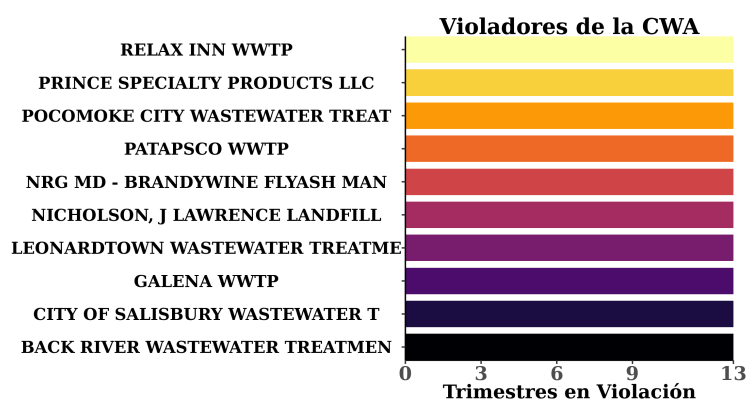 Violadores de la CWA
RELAX INN WWTP
PRINCE SPECIALTY PRODUCTS LLC
POCOMOKE CITY WASTEWATER TREAT
PATAPSCO WWTP
NRG MD - BRANDYWINE FLYASH MAN
NICHOLSON, J LAWRENCE LANDFILL
LEONARDTOWN WASTEWATER TREATME
GALENA WWTP
CITY OF SALISBURY WASTEWATER T
BACK RIVER WASTEWATER TREATMEN
0 3 6 9 13
Trimestres en Violación